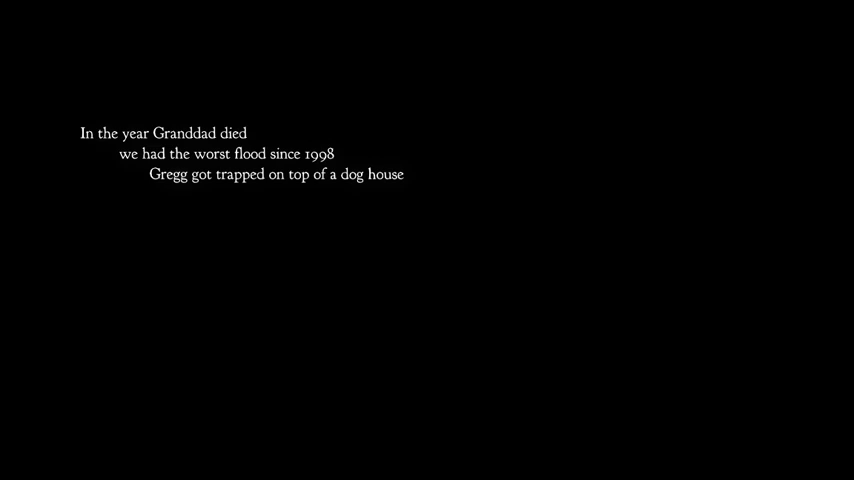 In the year Granddad died
we had the worst flood since 1998
Gregg got trapped on top of a dog house